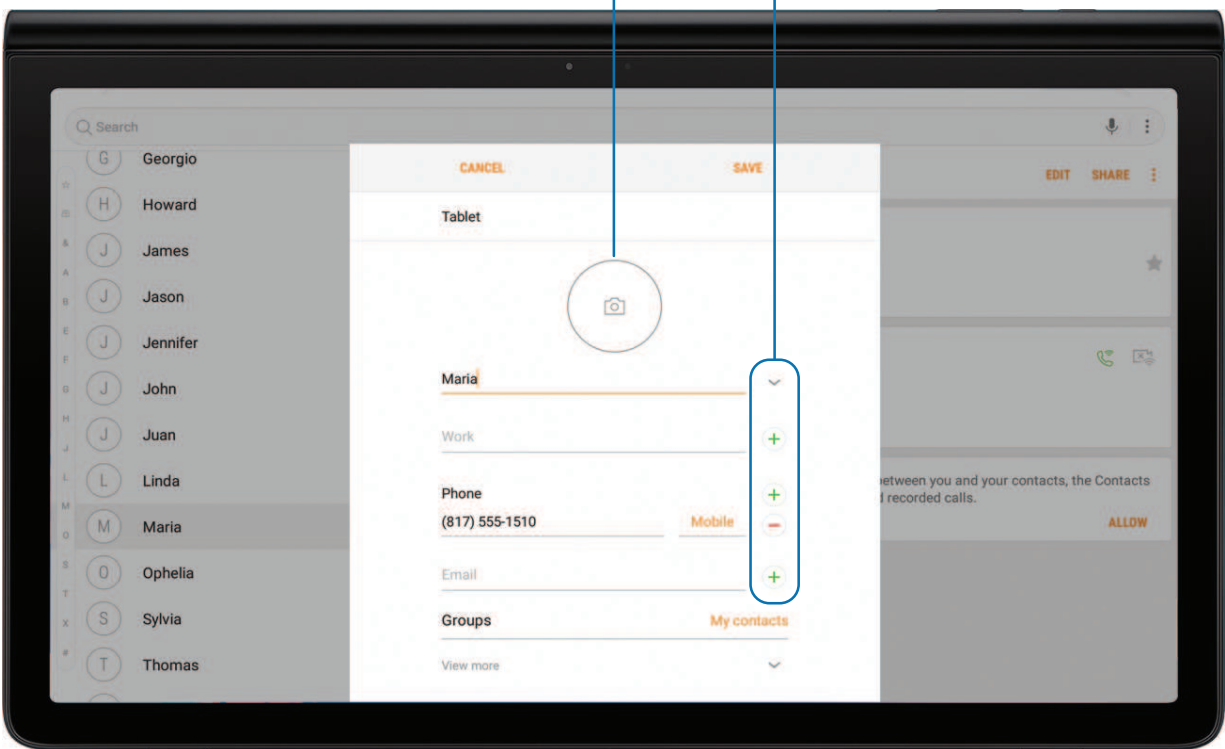 Search
G Georgio
H Howard
J James
J Jason
J Jennifer
J John
J Juan
L Linda
M Maria
O Ophelia
S Sylvia
T Thomas
&
A
B
E
F
G
H
J
L
M
O
S
T
X
#
CANCEL SAVE
Tablet
Maria
Work
Phone
(817) 555-1510 Mobile
Email
Groups My contacts
View more
EDIT SHARE
etween you and your contacts, the Contacts
recorded calls.
ALLOW